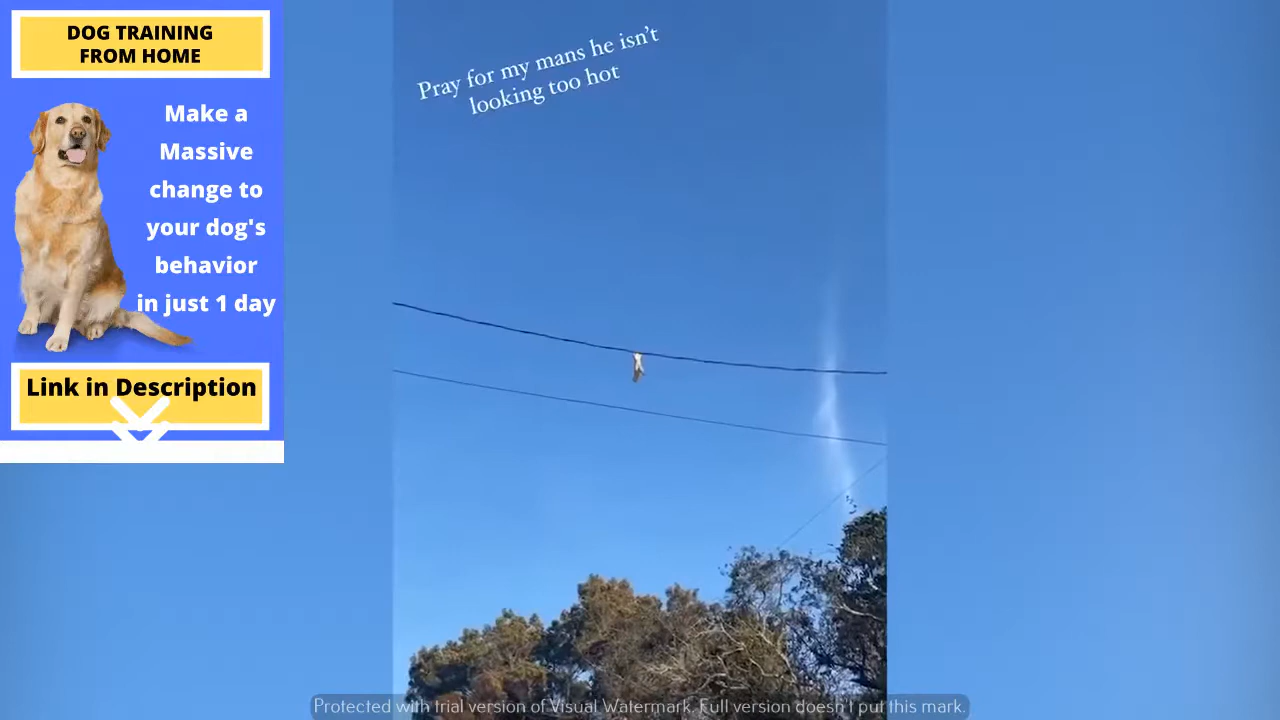 DOG TRAINING
FROM HOME
Make a
Massive
change to
your dog's
behavior
in just 1 day
Link in Description
Pray for my mans he isn't
looking too hot
Protected with trial version of Visual Watermark. Full version doesn't put this mark.